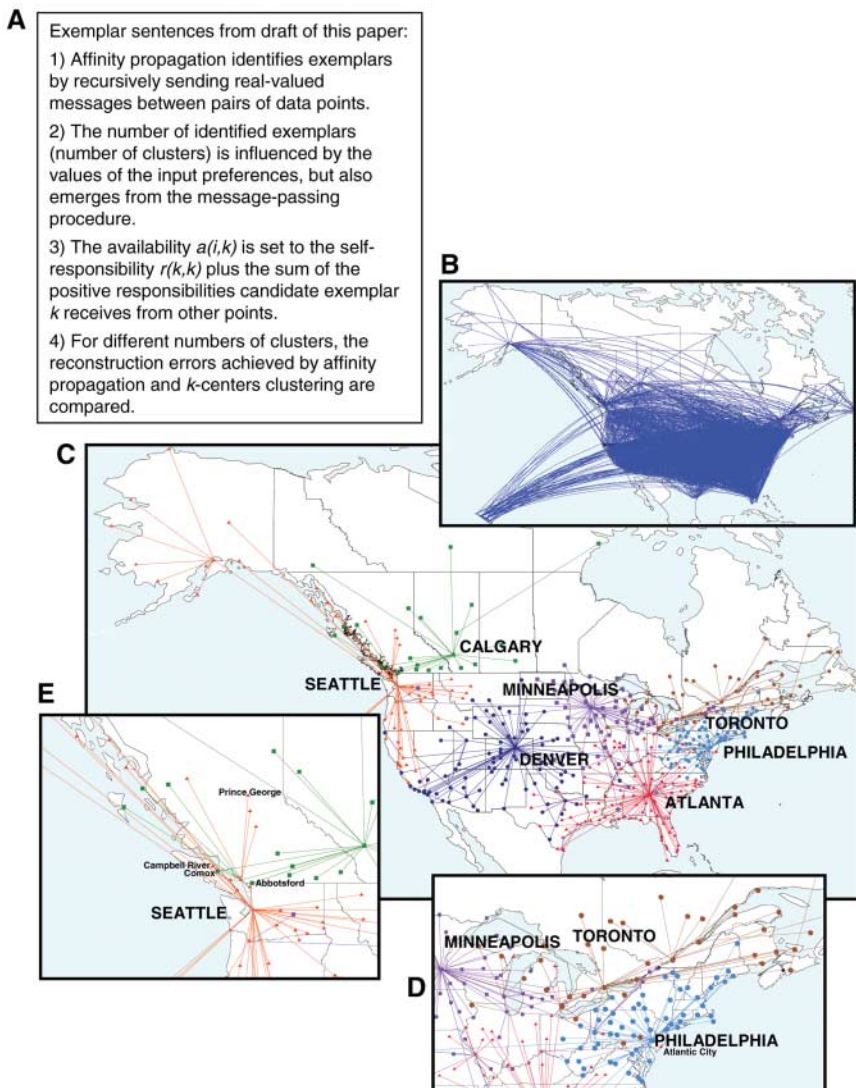 A
Exemplar sentences from draft of this paper:
1) Affinity propagation identifies exemplars
by recursively sending real-valued
messages between pairs of data points.
2) The number of identified exemplars
(number of clusters) is influenced by the
values of the input preferences, but also
emerges from the message-passing
procedure.
3) The availability a(i,k) is set to the self-
responsibility r(k,k) plus the sum of the
positive responsibilities candidate exemplar
k receives from other points.
4) For different numbers of clusters, the
reconstruction errors achieved by affinity
propagation and k-centers clustering are
compared.
B
C
CALGARY
SEATTLE
MINNEAPOLIS
TORONTO
DENVER
PHILADELPHIA
ATLANTA
E
Prince George
Campbell River
Comox
Abbotsford
SEATTLE
D
MINNEAPOLIS
TORONTO
PHILADELPHIA
Atlantic City